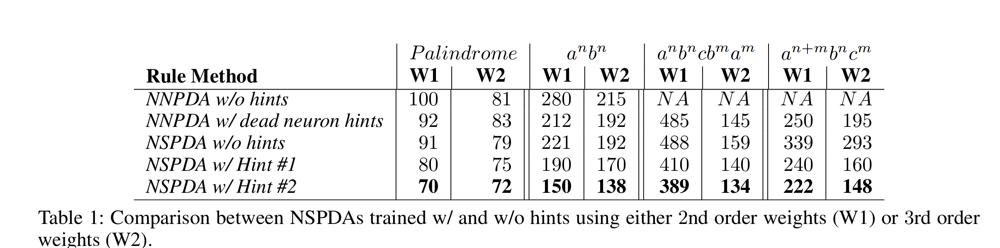 Palindrome aⁿbⁿ aⁿbⁿcbᵐaᵐ aⁿ⁺ᵐbⁿcᵐ
Rule Method W1 W2 W1 W2 W1 W2 W1 W2
NNPDA w/o hints 100 81 280 215 NA NA NA NA
NNPDA w/ dead neuron hints 92 83 212 192 485 145 250 195
NSPDA w/o hints 91 79 221 192 488 159 339 293
NSPDA w/ Hint #1 80 75 190 170 410 140 240 160
NSPDA w/ Hint #2 70 72 150 138 389 134 222 148
Table 1: Comparison between NSPDAs trained w/ and w/o hints using either 2nd order weights (W1) or 3rd order
weights (W2).